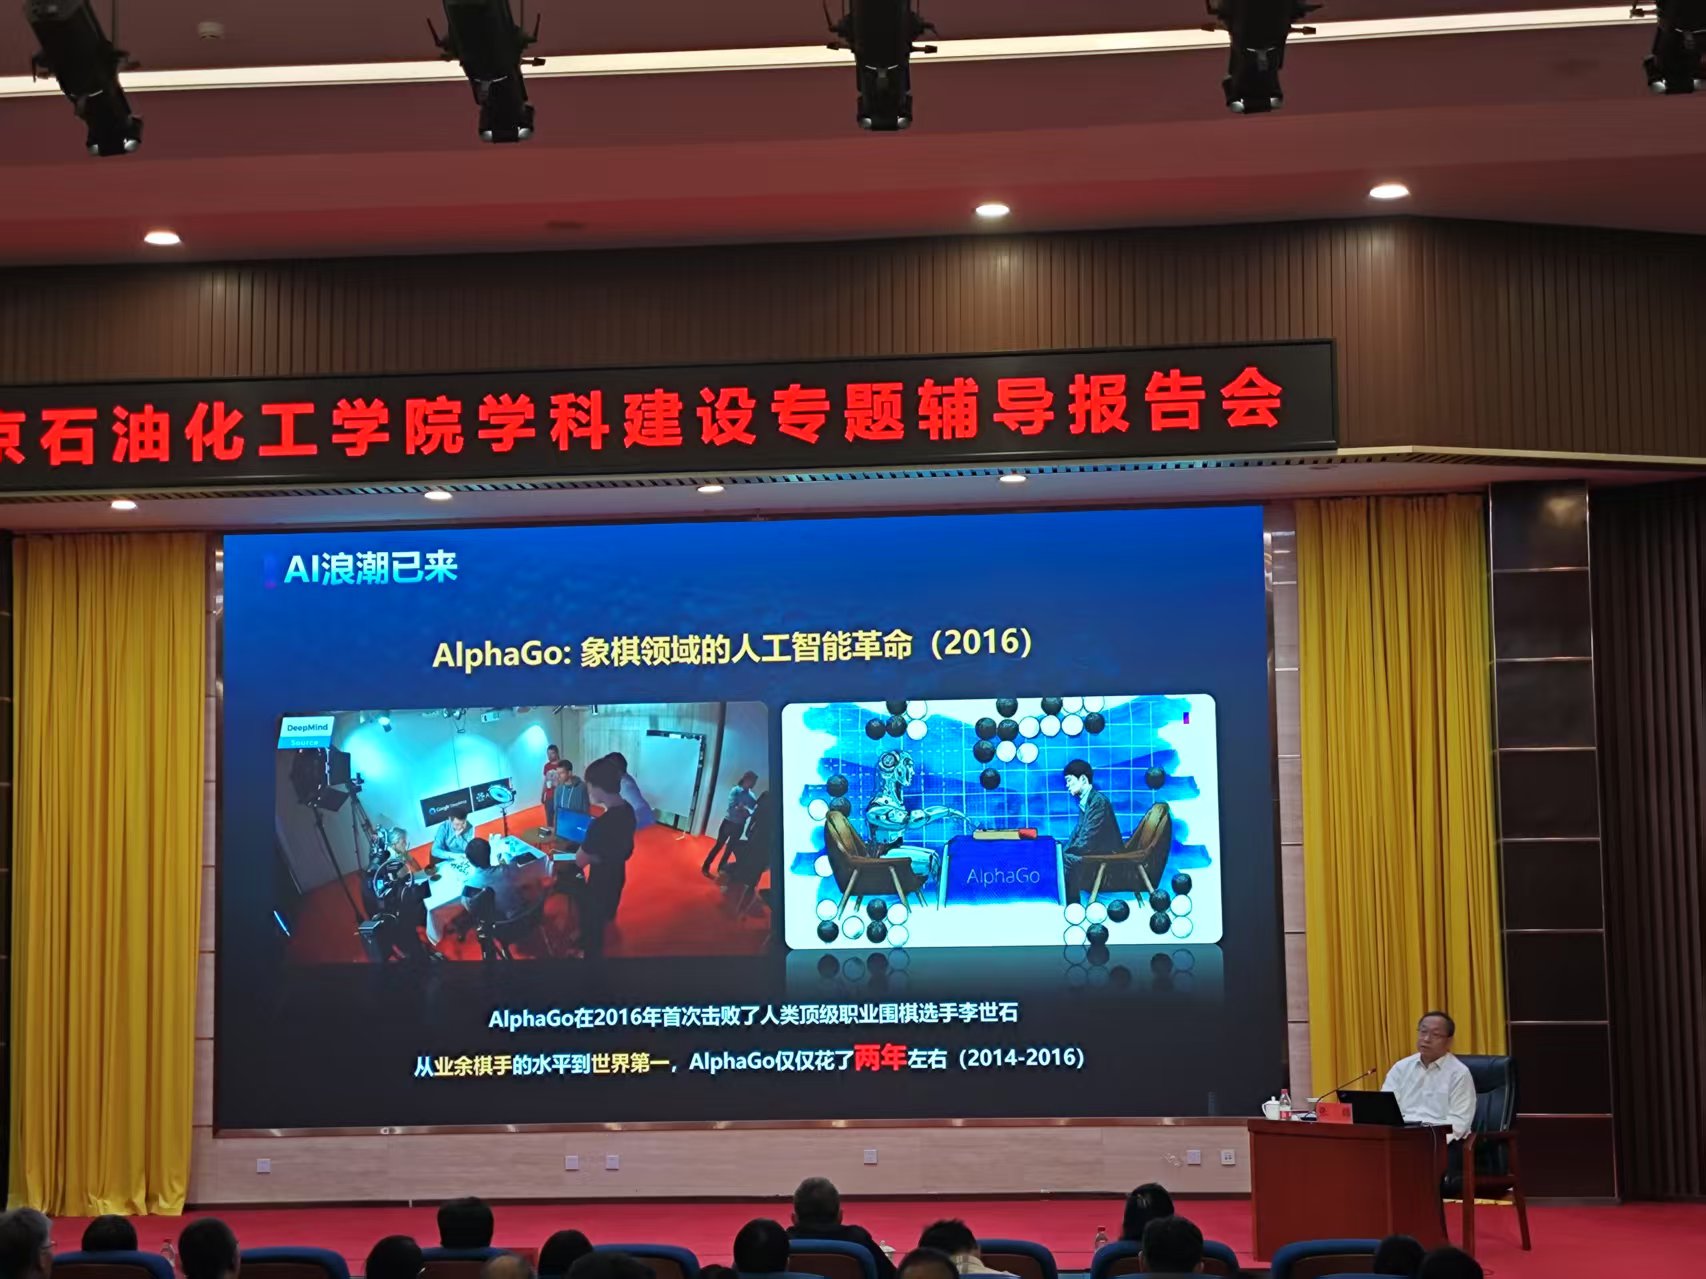 京石油化工学院学科建设专题辅导报告会
AI浪潮已来
AlphaGo: 象棋领域的人工智能革命（2016）
DeepMind
Source
AlphaGo
AlphaGo在2016年首次击败了人类顶级职业围棋选手李世石
从业余棋手的水平到世界第一，AlphaGo仅仅花了两年左右（2014-2016）